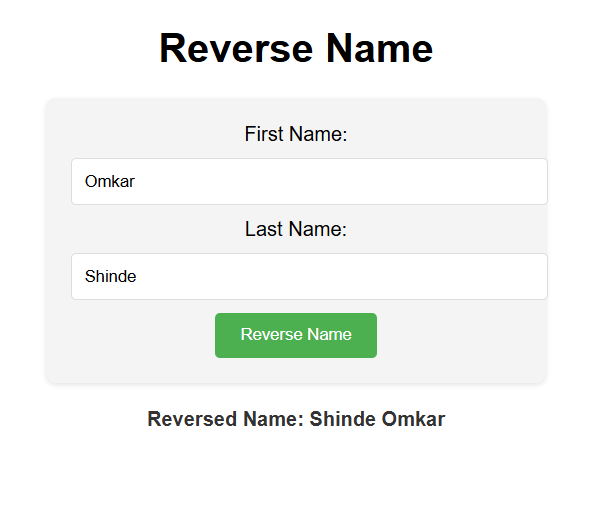 Reverse Name
First Name:
Omkar
Last Name:
Shinde
Reverse Name
Reversed Name: Shinde Omkar